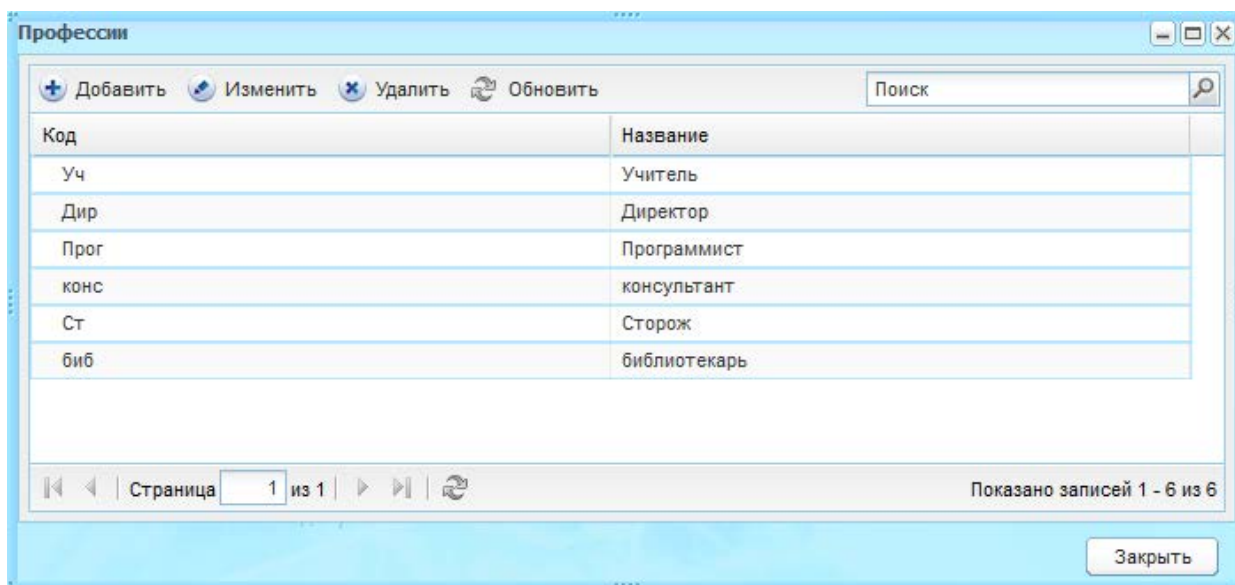 Профессии
Добавить Изменить Удалить Обновить Поиск
Код Название
Уч Учитель
Дир Директор
Прог Программист
конс консультант
Ст Сторож
биб библиотекарь
Страница 1 из 1 Показано записей 1 - 6 из 6
Закрыть